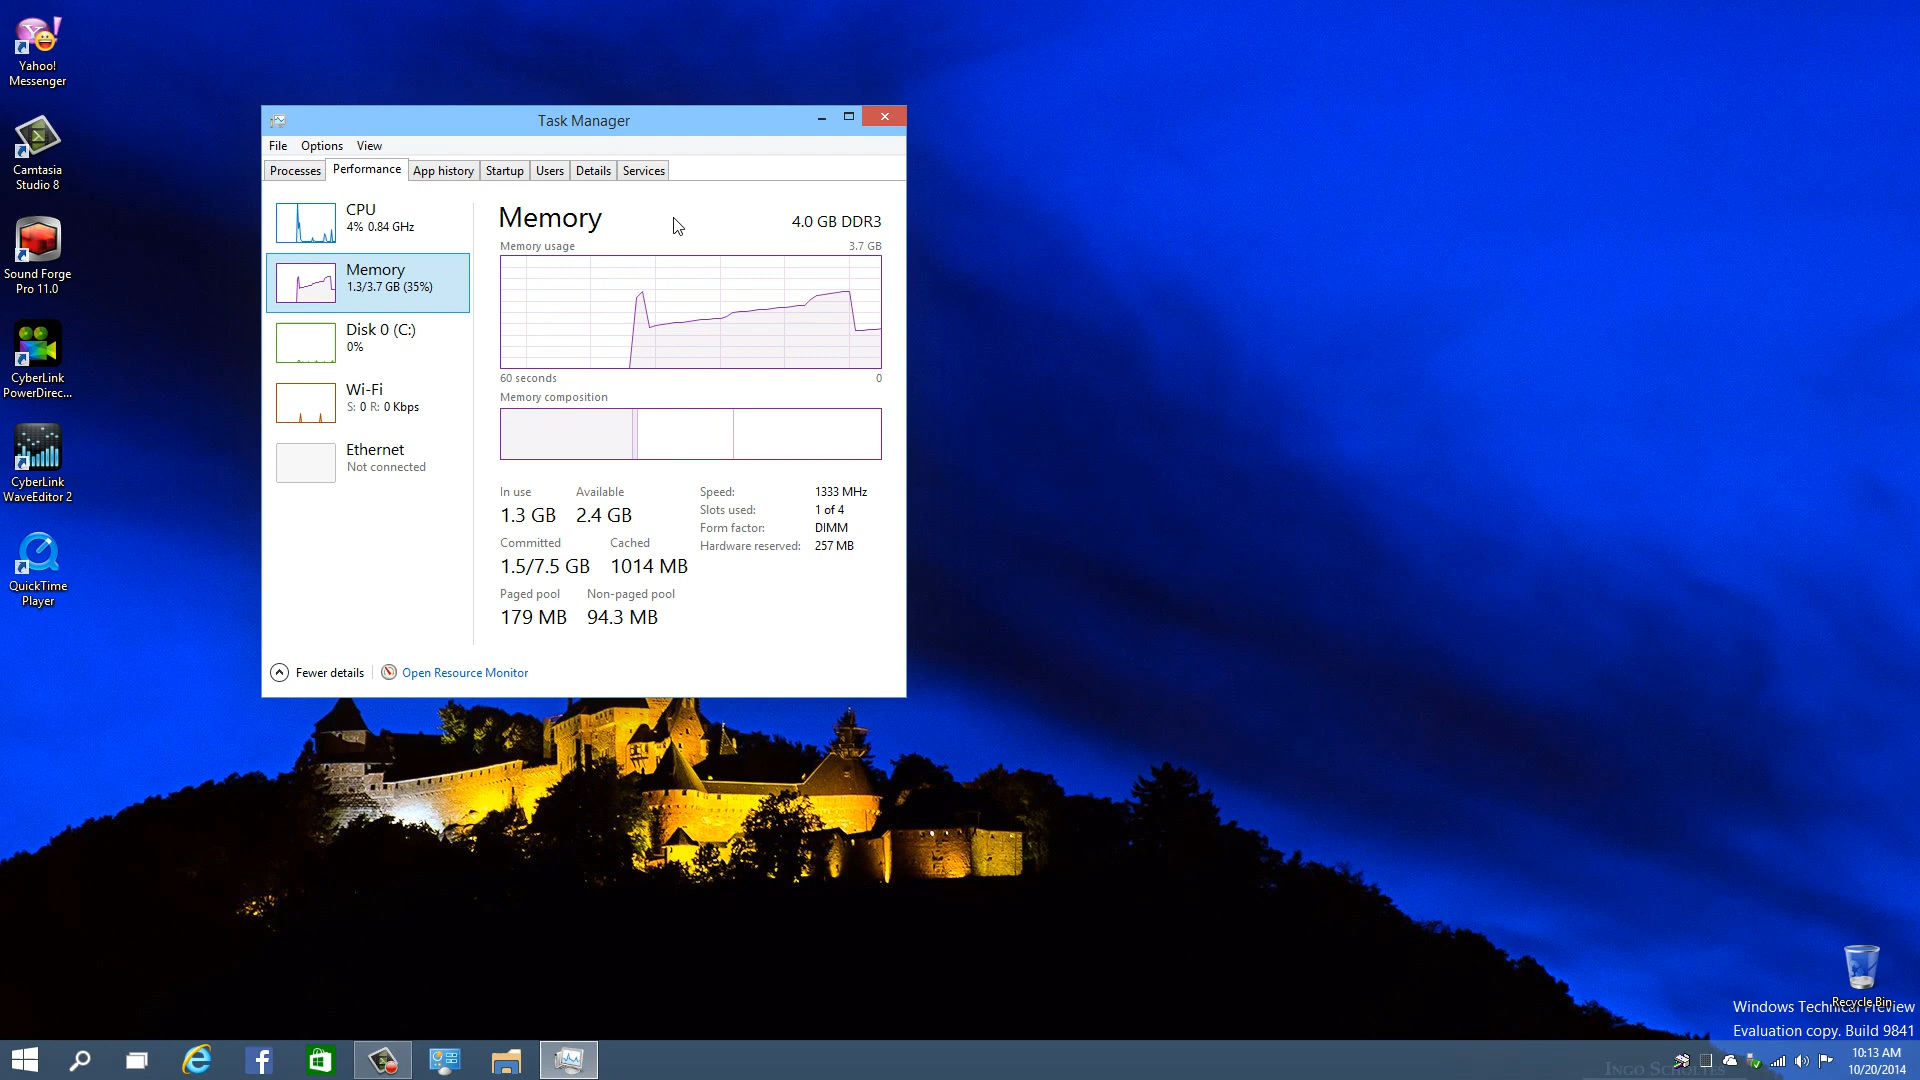 Yahoo!
Messenger
Camtasia
Studio 8
Sound Forge
Pro 11.0
CyberLink
PowerDirec...
CyberLink
WaveEditor 2
QuickTime
Player
Task Manager
File Options View
Processes Performance App history Startup Users Details Services
CPU
4% 0.84 GHz
Memory
1.3/3.7 GB (35%)
Disk 0 (C:)
0%
Wi-Fi
S: 0 R: 0 Kbps
Ethernet
Not connected
Memory 4.0 GB DDR3
Memory usage 3.7 GB
60 seconds 0
Memory composition
In use Available
1.3 GB 2.4 GB
Committed Cached
1.5/7.5 GB 1014 MB
Paged pool Non-paged pool
179 MB 94.3 MB
Speed: 1333 MHz
Slots used: 1 of 4
Form factor: DIMM
Hardware reserved: 257 MB
Fewer details Open Resource Monitor
Recycle Bin
Windows Technical Preview
Evaluation copy. Build 9841
Ingo Scholtes
10:13 AM
10/20/2014